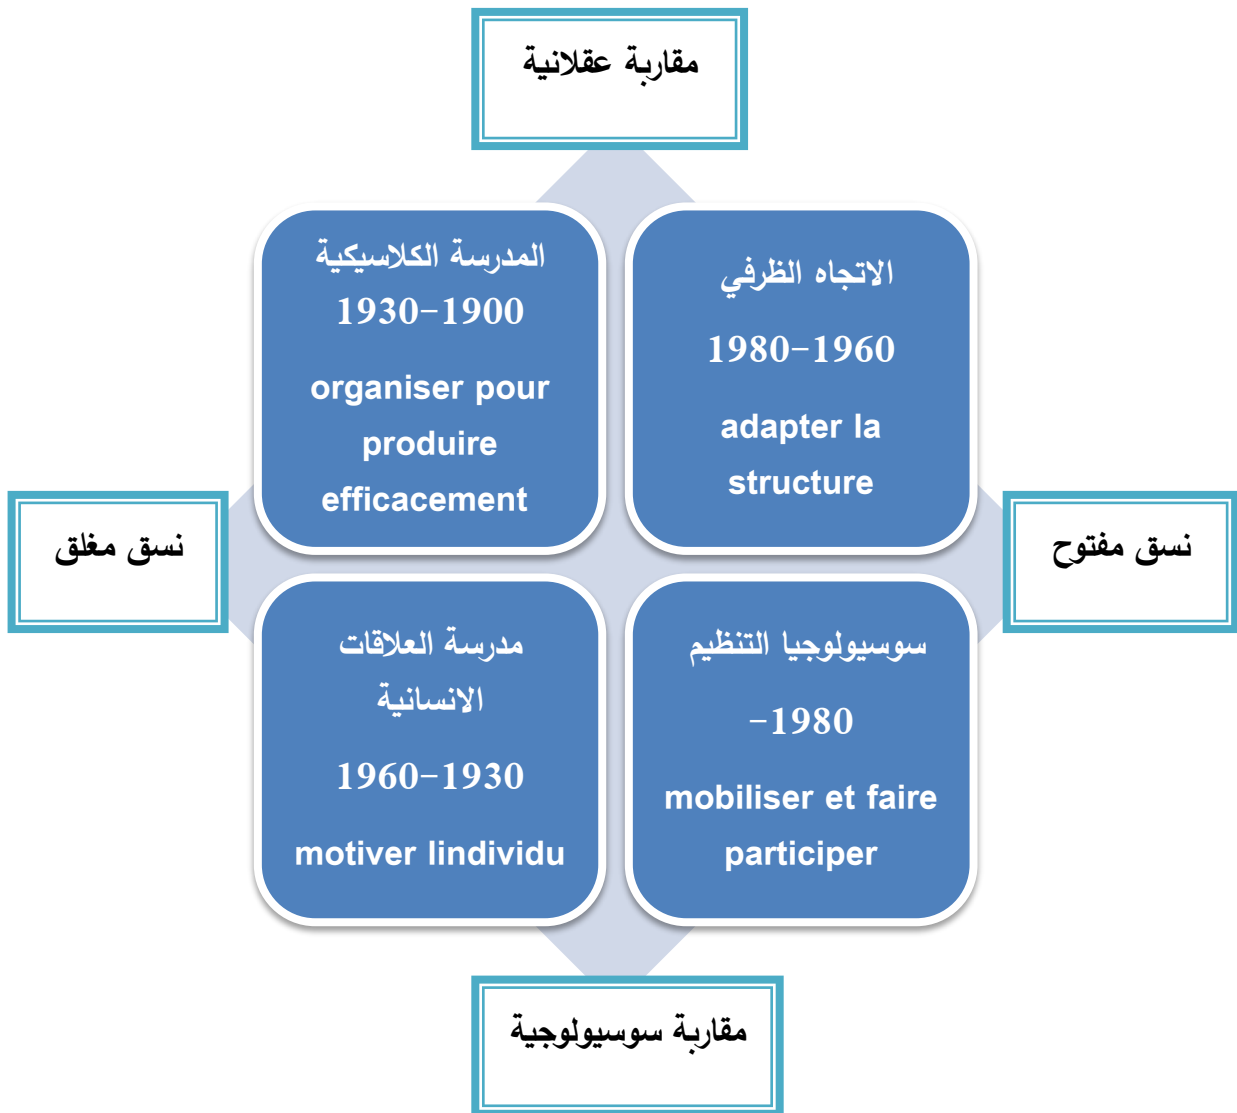 مقاربة عقلانية
المدرسة الكلاسيكية
1930-1900
organiser pour
produire
efficacement
الاتجاه الظرفي
1980-1960
adapter la
structure
نسق مغلق
نسق مفتوح
مدرسة العلاقات
الانسانية
1960-1930
motiver lindividu
سوسيولوجيا التنظيم
-1980
mobiliser et faire
participer
مقاربة سوسيولوجية